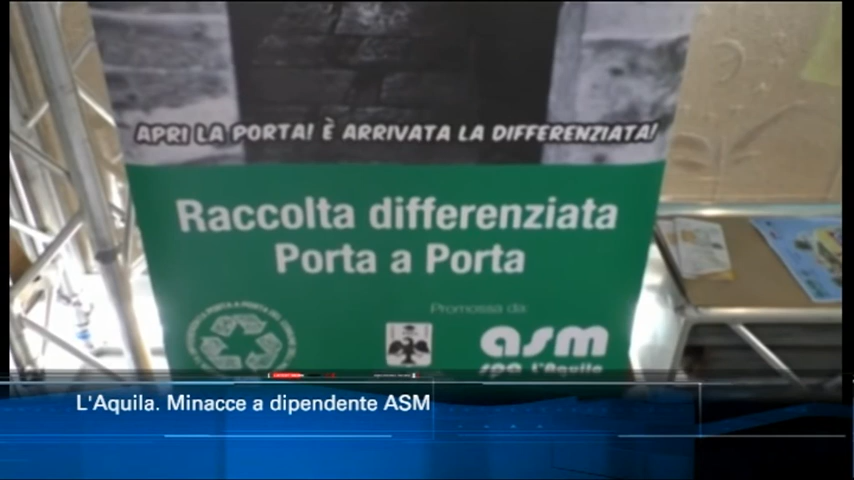 APRI LA PORTA! È ARRIVATA LA DIFFERENZIATA!
Raccolta differenziata
Porta a Porta
Promossa da:
asm
spa L'Aquila
L'Aquila. Minacce a dipendente ASM